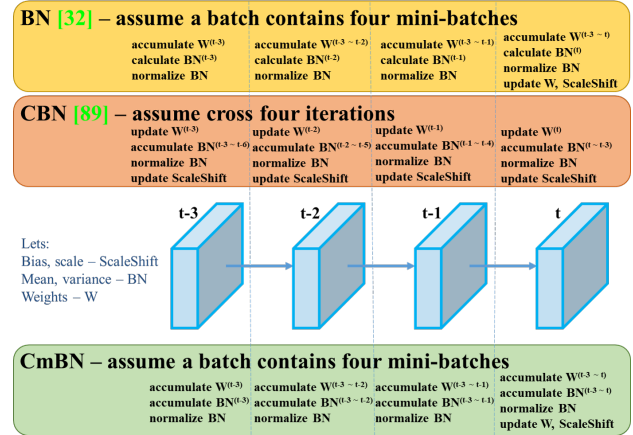 BN [32] – assume a batch contains four mini-batches
accumulate W(t-3) accumulate W(t-3 ~ t-2) accumulate W(t-3 ~ t-1) accumulate W(t-3 ~ t)
calculate BN(t-3) calculate BN(t-2) calculate BN(t-1) calculate BN(t)
normalize BN normalize BN normalize BN normalize BN
update W, ScaleShift
CBN [89] – assume cross four iterations
update W(t-3) update W(t-2) update W(t-1) update W(t)
accumulate BN(t-3 ~ t-6) accumulate BN(t-2 ~ t-5) accumulate BN(t-1 ~ t-4) accumulate BN(t ~ t-3)
normalize BN normalize BN normalize BN normalize BN
update ScaleShift update ScaleShift update ScaleShift update ScaleShift
t-3 t-2 t-1 t
Lets:
Bias, scale – ScaleShift
Mean, variance – BN
Weights – W
CmBN – assume a batch contains four mini-batches
accumulate W(t-3) accumulate W(t-3 ~ t-2) accumulate W(t-3 ~ t-1) accumulate W(t-3 ~ t)
accumulate BN(t-3) accumulate BN(t-3 ~ t-2) accumulate BN(t-3 ~ t-1) accumulate BN(t-3 ~ t)
normalize BN normalize BN normalize BN normalize BN
update W, ScaleShift